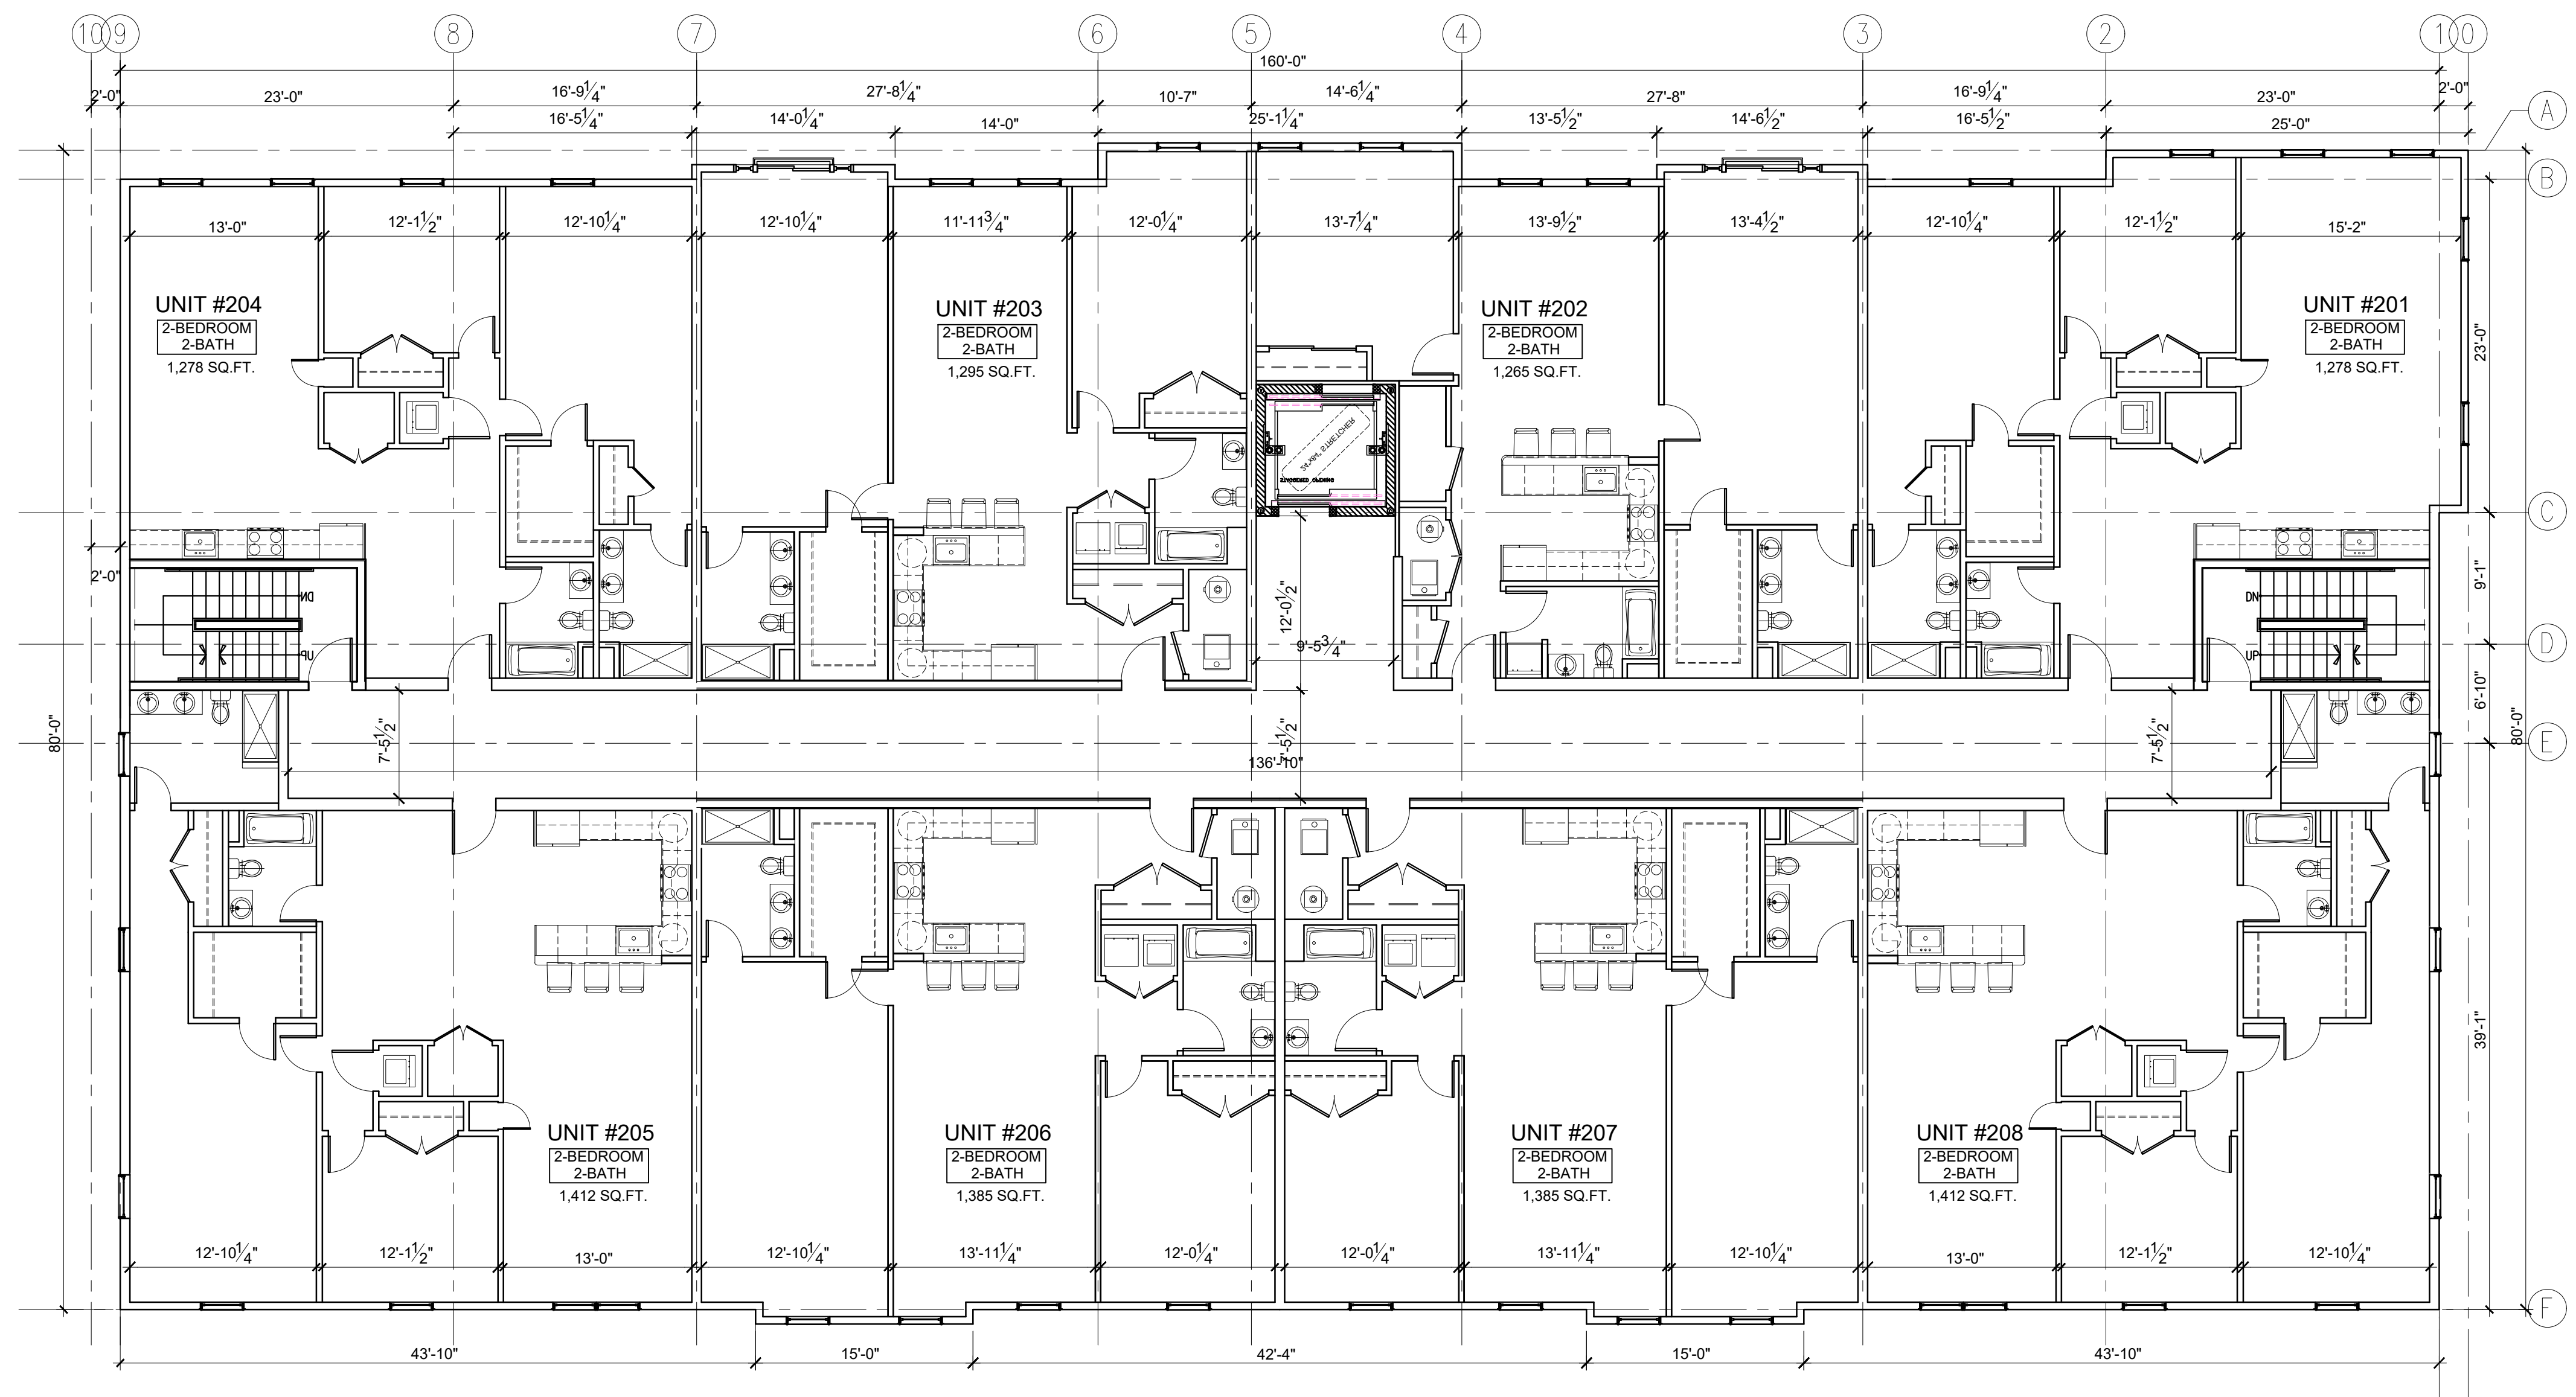 10 9 8 7 6 5 4 3 2 1 0
160'-0"
2'-0" 23'-0" 16'-9 1/4" 27'-8 1/4" 10'-7" 14'-6 1/4" 27'-8" 16'-9 1/4" 23'-0" 2'-0"
16'-5 1/4" 14'-0 1/4" 14'-0" 25'-1 1/4" 13'-5 1/2" 14'-6 1/2" 16'-5 1/2" 25'-0"
A
B
13'-0" 12'-1 1/2" 12'-10 1/4" 12'-10 1/4" 11'-11 3/4" 12'-0 1/4" 13'-7 1/4" 13'-9 1/2" 13'-4 1/2" 12'-10 1/4" 12'-1 1/2" 15'-2"
UNIT #204
2-BEDROOM
2-BATH
1,278 SQ.FT.
UNIT #203
2-BEDROOM
2-BATH
1,295 SQ.FT.
UNIT #202
2-BEDROOM
2-BATH
1,265 SQ.FT.
UNIT #201
2-BEDROOM
2-BATH
1,278 SQ.FT.
23'-0"
24"X84" STRETCHER
STAGGERED OPENING
C
2'-0"
DN
UP
12'-0 1/2"
9'-5 3/4"
DN
UP
9'-1"
D
6'-10"
80'-0"
7'-5 1/2"
7'-5 1/2"
7'-5 1/2"
80'-0"
E
136'-10"
39'-1"
UNIT #205
2-BEDROOM
2-BATH
1,412 SQ.FT.
UNIT #206
2-BEDROOM
2-BATH
1,385 SQ.FT.
UNIT #207
2-BEDROOM
2-BATH
1,385 SQ.FT.
UNIT #208
2-BEDROOM
2-BATH
1,412 SQ.FT.
12'-10 1/4" 12'-1 1/2" 13'-0" 12'-10 1/4" 13'-11 1/4" 12'-0 1/4" 12'-0 1/4" 13'-11 1/4" 12'-10 1/4" 13'-0" 12'-1 1/2" 12'-10 1/4"
F
43'-10" 15'-0" 42'-4" 15'-0" 43'-10"